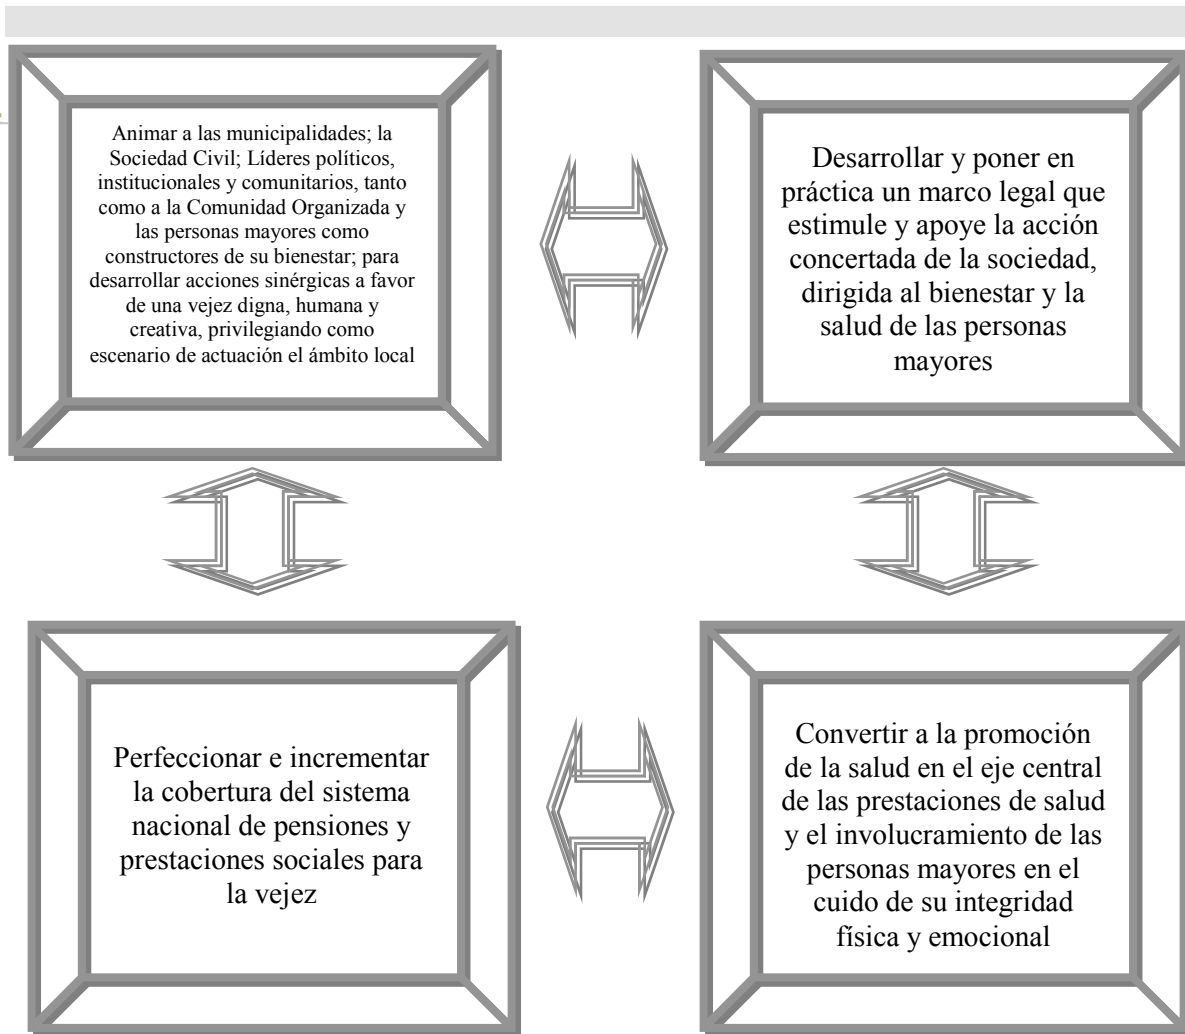 Animar a las municipalidades; la
Sociedad Civil; Líderes políticos,
institucionales y comunitarios, tanto
como a la Comunidad Organizada y
las personas mayores como
constructores de su bienestar; para
desarrollar acciones sinérgicas a favor
de una vejez digna, humana y
creativa, privilegiando como
escenario de actuación el ámbito local
Desarrollar y poner en
práctica un marco legal que
estimule y apoye la acción
concertada de la sociedad,
dirigida al bienestar y la
salud de las personas
mayores
Perfeccionar e incrementar
la cobertura del sistema
nacional de pensiones y
prestaciones sociales para
la vejez
Convertir a la promoción
de la salud en el eje central
de las prestaciones de salud
y el involucramiento de las
personas mayores en el
cuido de su integridad
física y emocional